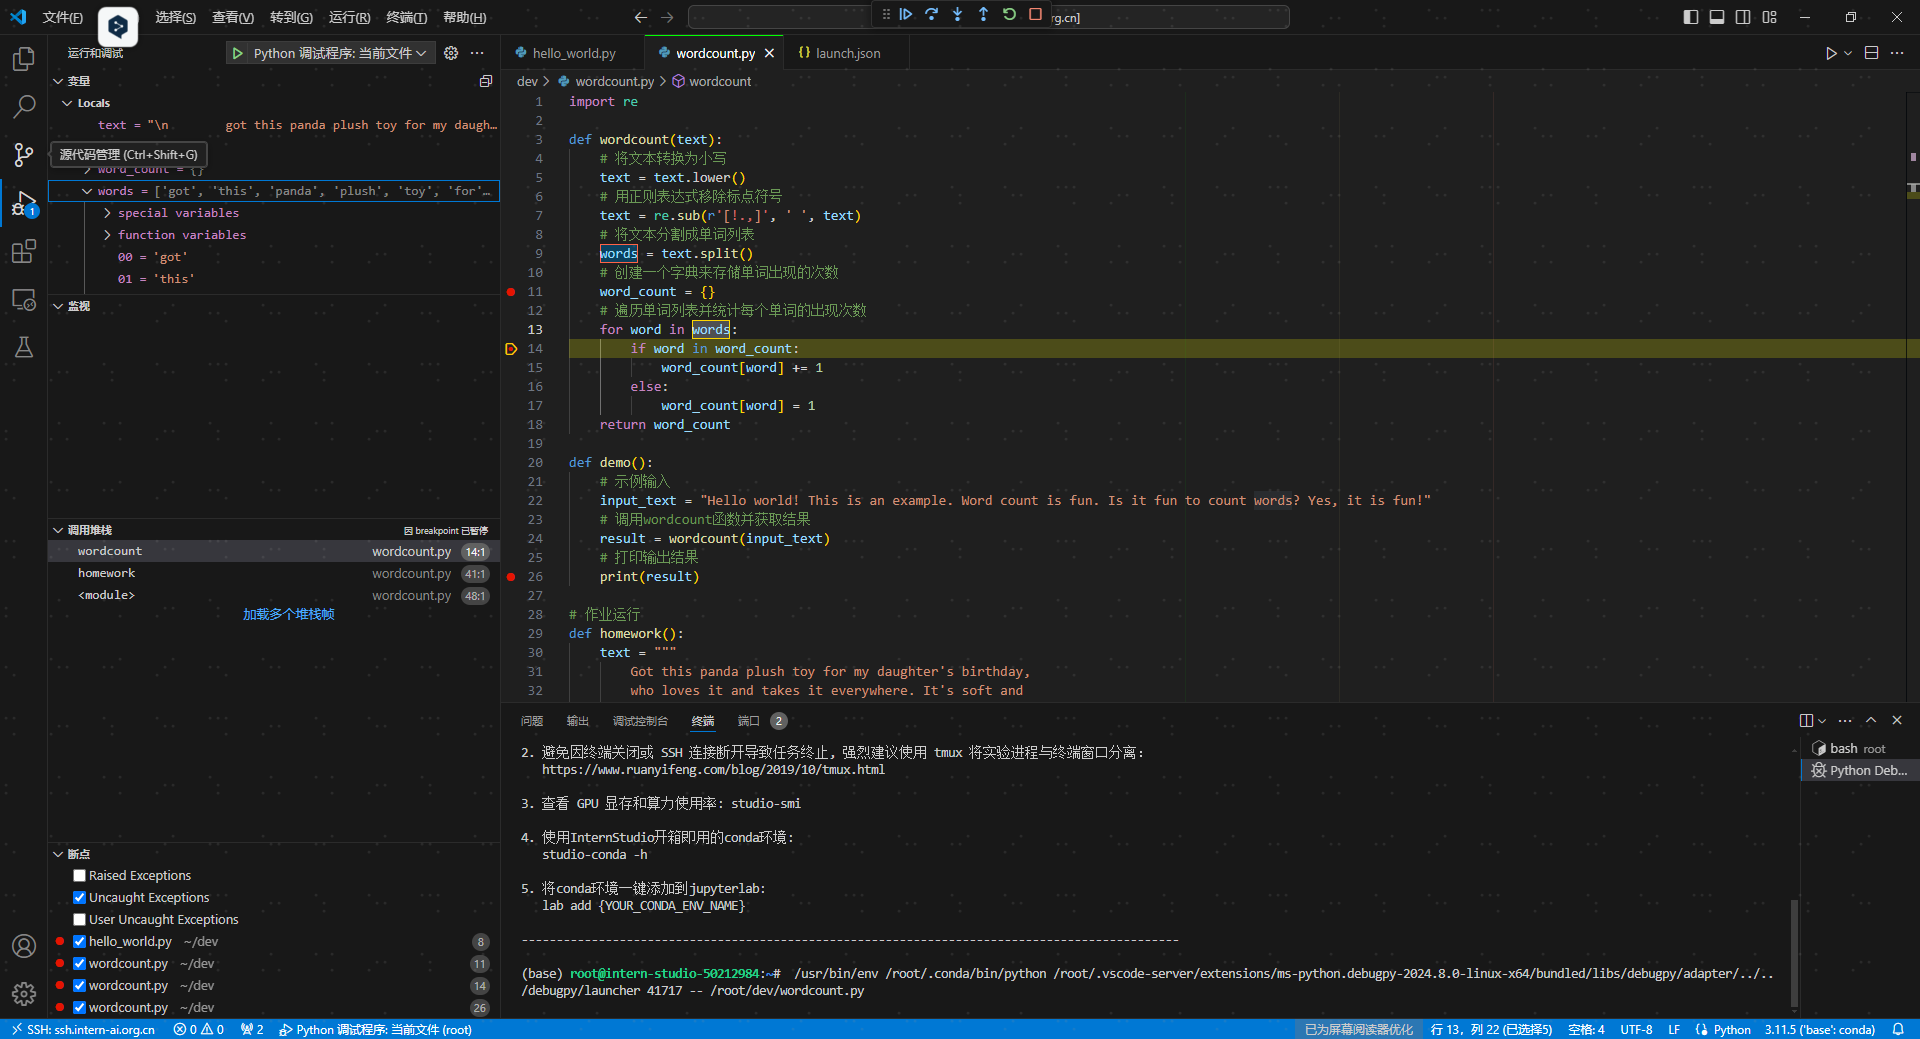 文件(F) 选择(S) 查看(V) 转到(G) 运行(R) 终端(T) 帮助(H)
rg.cn]
运行和调试
Python 调试程序: 当前文件
hello_world.py
wordcount.py
launch.json
dev > wordcount.py > wordcount
变量
Locals
text = "\n        got this panda plush toy for my daugh…
源代码管理 (Ctrl+Shift+G)
word_count = {}
words = ['got', 'this', 'panda', 'plush', 'toy', 'for'…
special variables
function variables
00 = 'got'
01 = 'this'
监视
调用堆栈
因 breakpoint 已暂停
wordcount wordcount.py 14:1
homework wordcount.py 41:1
<module> wordcount.py 48:1
加载多个堆栈帧
断点
Raised Exceptions
Uncaught Exceptions
User Uncaught Exceptions
hello_world.py ~/dev 8
wordcount.py ~/dev 11
wordcount.py ~/dev 14
wordcount.py ~/dev 26
1 import re
2
3 def wordcount(text):
4     # 将文本转换为小写
5     text = text.lower()
6     # 用正则表达式移除标点符号
7     text = re.sub(r'[!.,]', ' ', text)
8     # 将文本分割成单词列表
9     words = text.split()
10     # 创建一个字典来存储单词出现的次数
11     word_count = {}
12     # 遍历单词列表并统计每个单词的出现次数
13     for word in words:
14         if word in word_count:
15             word_count[word] += 1
16         else:
17             word_count[word] = 1
18     return word_count
19
20 def demo():
21     # 示例输入
22     input_text = "Hello world! This is an example. Word count is fun. Is it fun to count words? Yes, it is fun!"
23     # 调用wordcount函数并获取结果
24     result = wordcount(input_text)
25     # 打印输出结果
26     print(result)
27
28 # 作业运行
29 def homework():
30     text = """
31         Got this panda plush toy for my daughter's birthday,
32         who loves it and takes it everywhere. It's soft and
问题 输出 调试控制台 终端 端口 2
2. 避免因终端关闭或 SSH 连接断开导致任务终止, 强烈建议使用 tmux 将实验进程与终端窗口分离:
https://www.ruanyifeng.com/blog/2019/10/tmux.html
3. 查看 GPU 显存和算力使用率: studio-smi
4. 使用InternStudio开箱即用的conda环境:
studio-conda -h
5. 将conda环境一键添加到jupyterlab:
lab add {YOUR_CONDA_ENV_NAME}
----------------------------------------------------------------------------------------------
(base) root@intern-studio-50212984:~#  /usr/bin/env /root/.conda/bin/python /root/.vscode-server/extensions/ms-python.debugpy-2024.8.0-linux-x64/bundled/libs/debugpy/adapter/../..
/debugpy/launcher 41717 -- /root/dev/wordcount.py
bash root
Python Deb...
1
SSH: ssh.intern-ai.org.cn 0 0 2 Python 调试程序: 当前文件 (root)
已为屏幕阅读器优化 行 13, 列 22 (已选择5) 空格: 4 UTF-8 LF Python 3.11.5 ('base': conda)